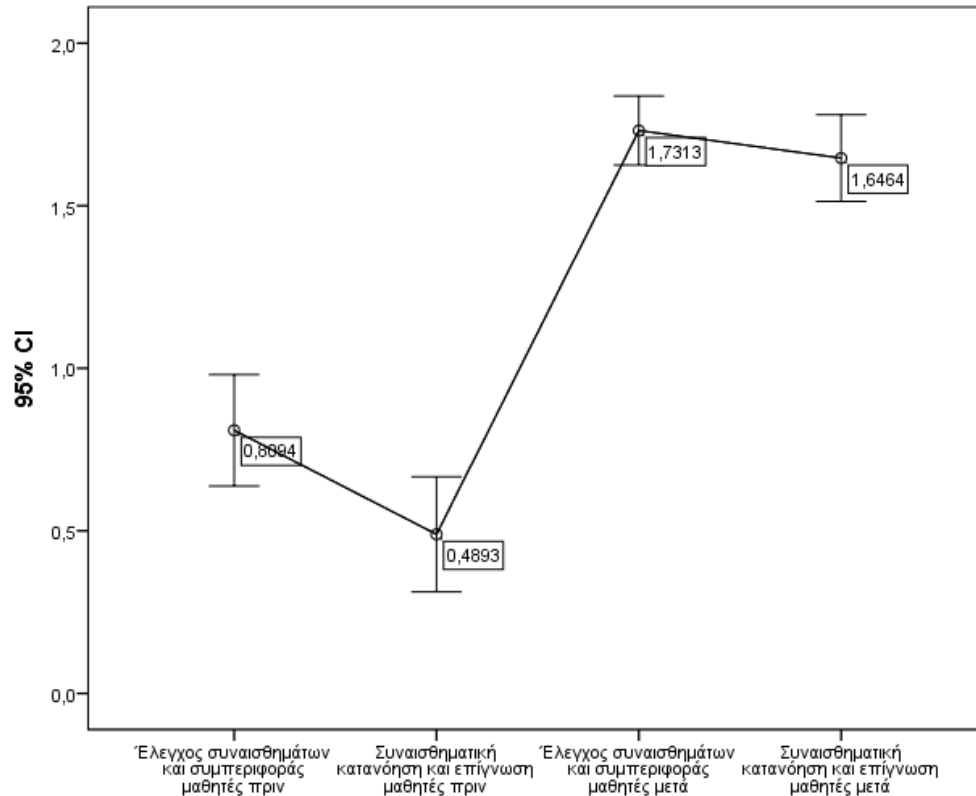 2,0
1,5
1,0
0,5
0,0
95% CI
0,8094
0,4893
1,7313
1,6464
Έλεγχος συναισθημάτων
και συμπεριφοράς
μαθητές πριν
Συναισθηματική
κατανόηση και επίγνωση
μαθητές πριν
Έλεγχος συναισθημάτων
και συμπεριφοράς
μαθητές μετά
Συναισθηματική
κατανόηση και επίγνωση
μαθητές μετά